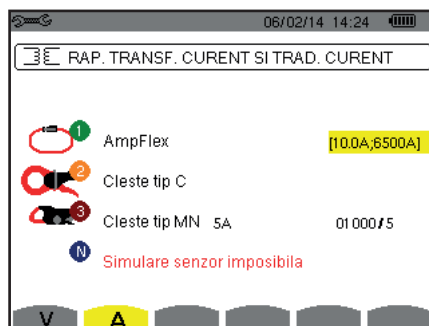 06/02/14 14:24
RAP. TRANSF. CURENT SI TRAD. CURENT
1 AmpFlex [10.0A;6500A]
2 Cleste tip C
3 Cleste tip MN 5A 01000/5
N Simulare senzor imposibila
V A